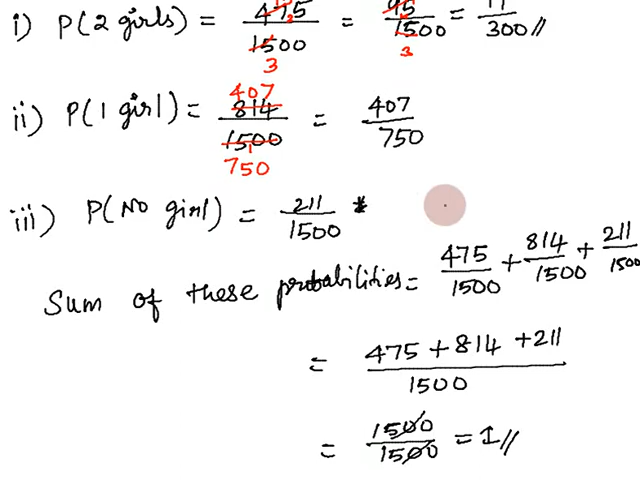 i) P(2 girls) = 475/1500 = 95/1500 = /300 //
3 3
407
ii) P(1 girl) = 814/1500 = 407/750
750
iii) P(No girl) = 211/1500
Sum of these probabilities = 475/1500 + 814/1500 + 211/1500
= 475 + 814 + 211/1500
= 1500/1500 = 1 //